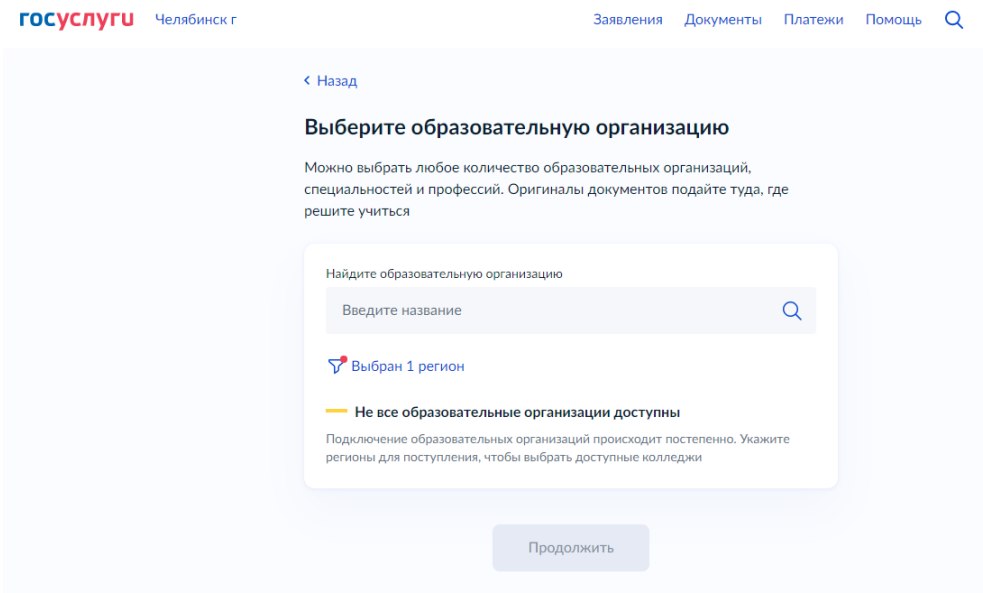 госуслуги Челябинск г Заявления Документы Платежи Помощь
Назад
Выберите образовательную организацию
Можно выбрать любое количество образовательных организаций,
специальностей и профессий. Оригиналы документов подайте туда, где
решите учиться
Найдите образовательную организацию
Введите название
Выбран 1 регион
Не все образовательные организации доступны
Подключение образовательных организаций происходит постепенно. Укажите
регионы для поступления, чтобы выбрать доступные колледжи
Продолжить